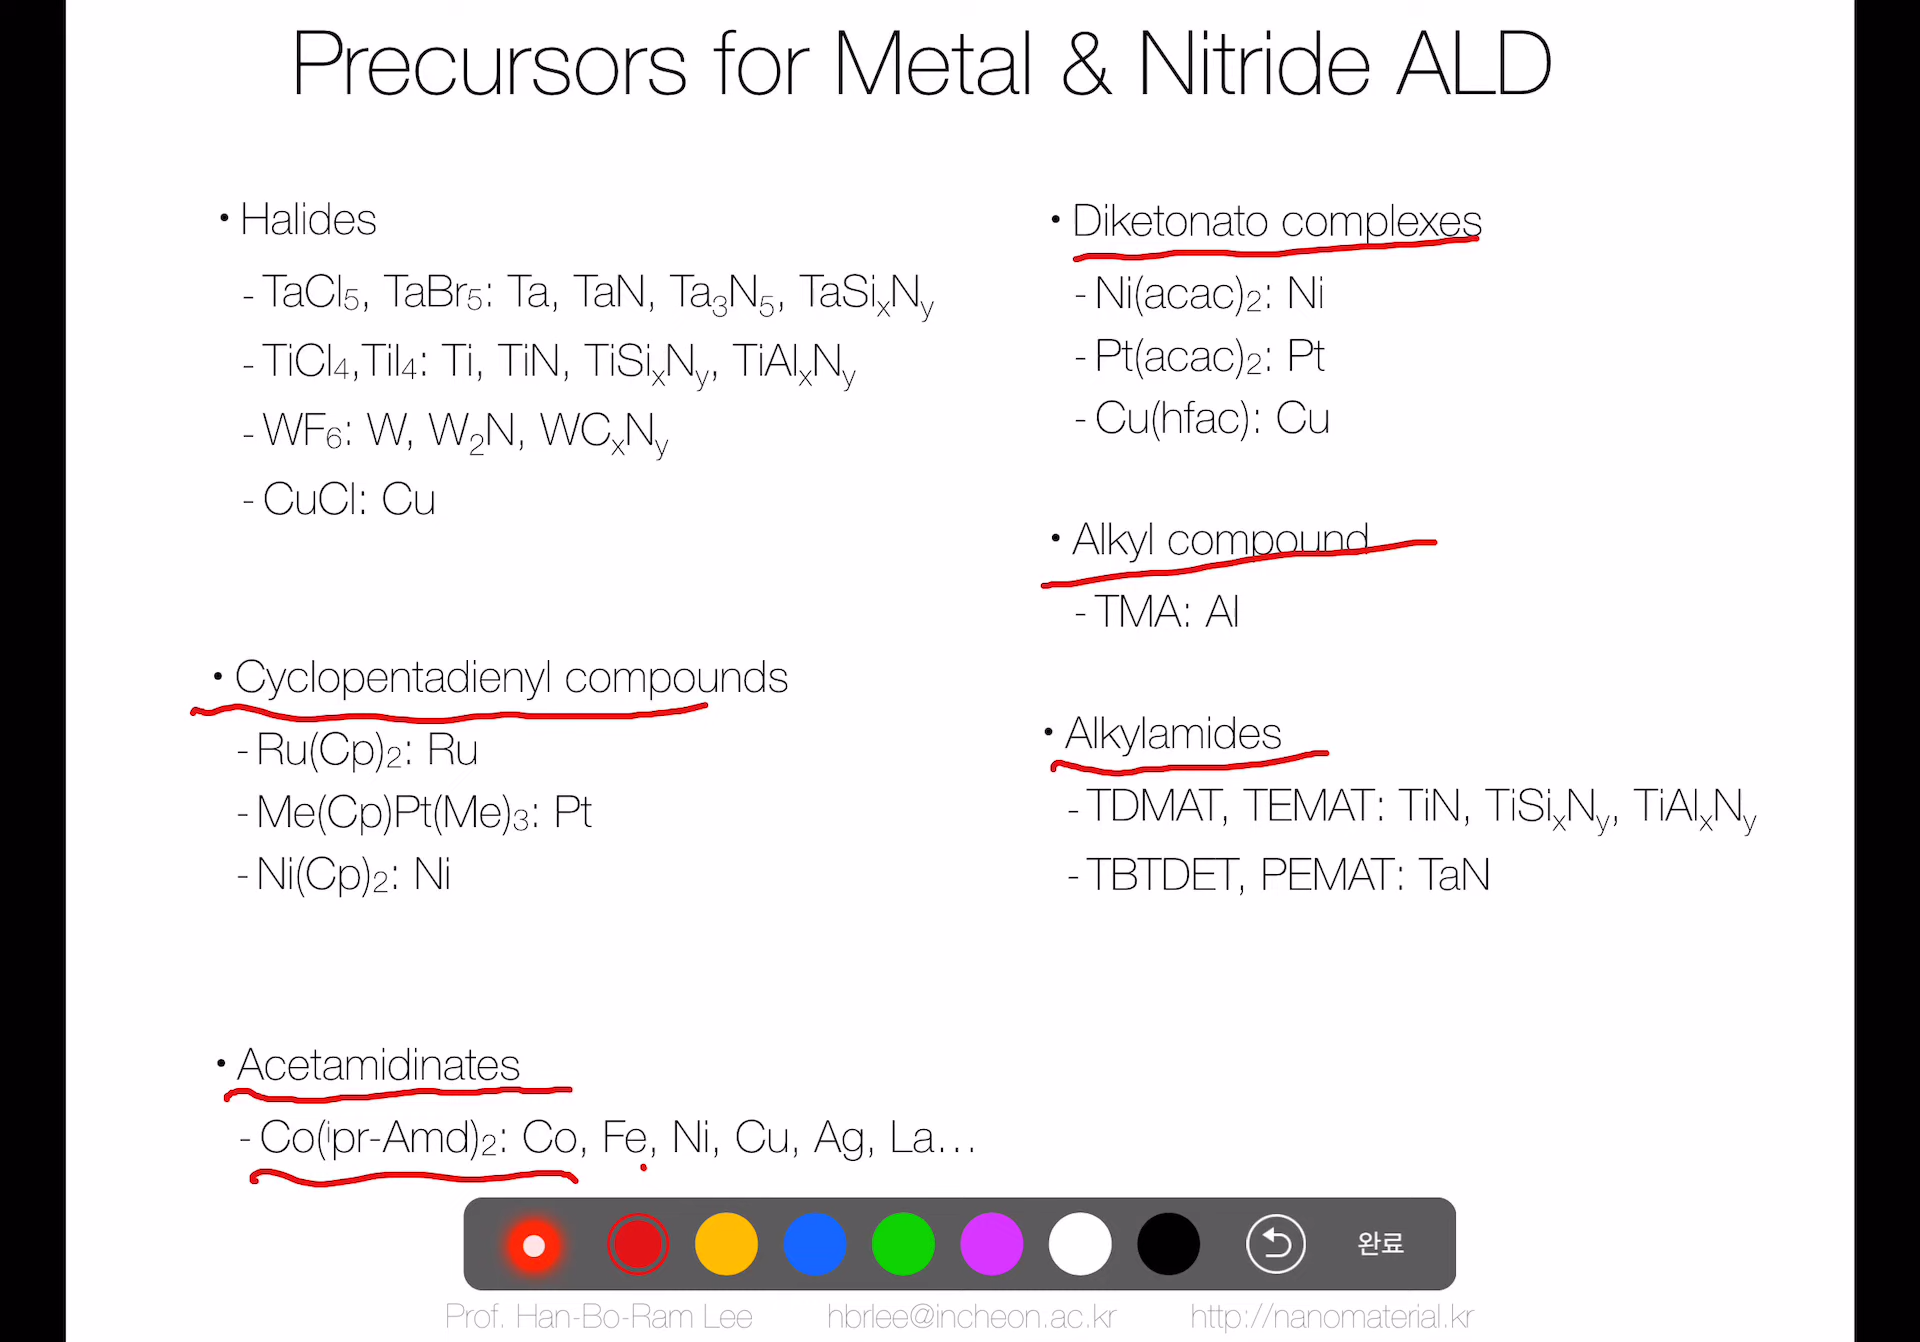 Precursors for Metal & Nitride ALD
• Halides
- TaCl5, TaBr5: Ta, TaN, Ta3N5, TaSixNy
- TiCl4,TiI4: Ti, TiN, TiSixNy, TiAlxNy
- WF6: W, W2N, WCxNy
- CuCl: Cu
• Cyclopentadienyl compounds
- Ru(Cp)2: Ru
- Me(Cp)Pt(Me)3: Pt
- Ni(Cp)2: Ni
• Acetamidinates
- Co(ipr-Amd)2: Co, Fe, Ni, Cu, Ag, La...
• Diketonato complexes
- Ni(acac)2: Ni
- Pt(acac)2: Pt
- Cu(hfac): Cu
• Alkyl compound
- TMA: Al
• Alkylamides
- TDMAT, TEMAT: TiN, TiSixNy, TiAlxNy
- TBTDET, PEMAT: TaN
완료
Prof. Han-Bo-Ram Lee hbrlee@incheon.ac.kr http://nanomaterial.kr